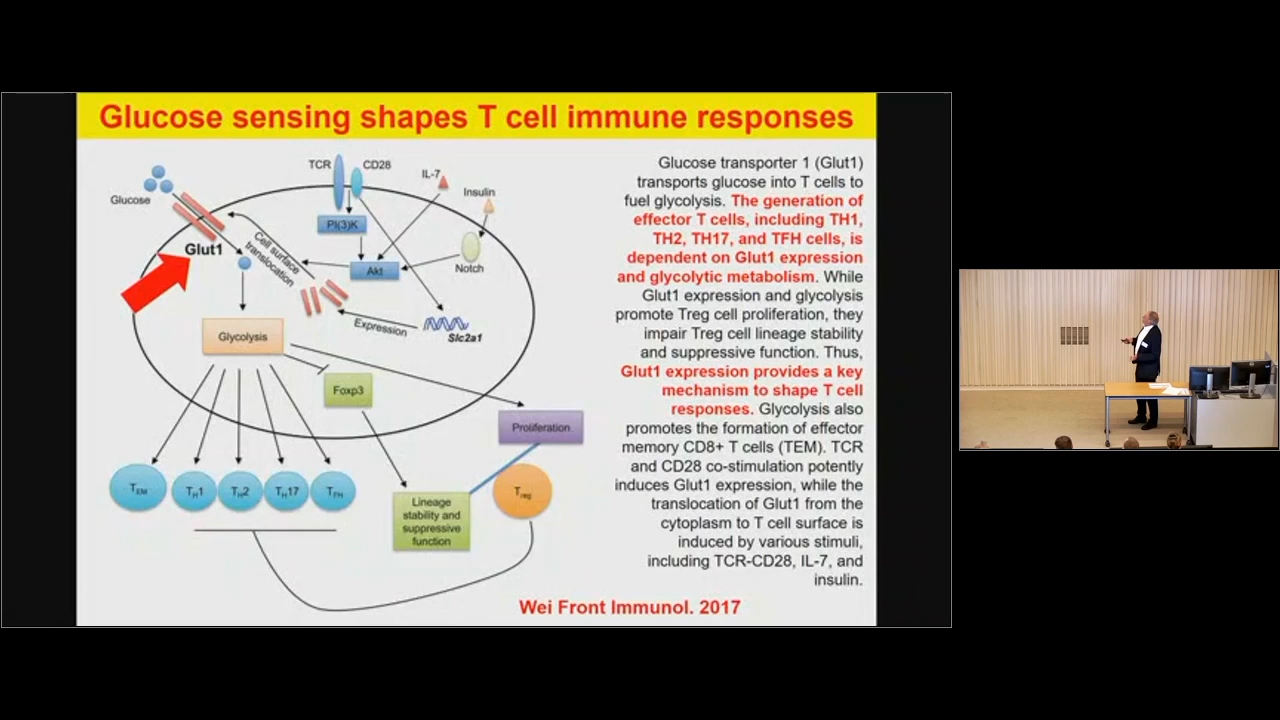 Glucose sensing shapes T cell immune responses
TCR
CD28
IL-7
Insulin
Glucose
Glut1
PI(3)K
Cell surface
translocation
Akt
Notch
Expression
Slc2a1
Glycolysis
Foxp3
Proliferation
TEM
TH1
TH2
TH17
TFH
Treg
Lineage
stability and
suppressive
function
Glucose transporter 1 (Glut1)
transports glucose into T cells to
fuel glycolysis. The generation of
effector T cells, including TH1,
TH2, TH17, and TFH cells, is
dependent on Glut1 expression
and glycolytic metabolism. While
Glut1 expression and glycolysis
promote Treg cell proliferation, they
impair Treg cell lineage stability
and suppressive function. Thus,
Glut1 expression provides a key
mechanism to shape T cell
responses. Glycolysis also
promotes the formation of effector
memory CD8+ T cells (TEM). TCR
and CD28 co-stimulation potently
induces Glut1 expression, while the
translocation of Glut1 from the
cytoplasm to T cell surface is
induced by various stimuli,
including TCR-CD28, IL-7, and
insulin.
Wei Front Immunol. 2017